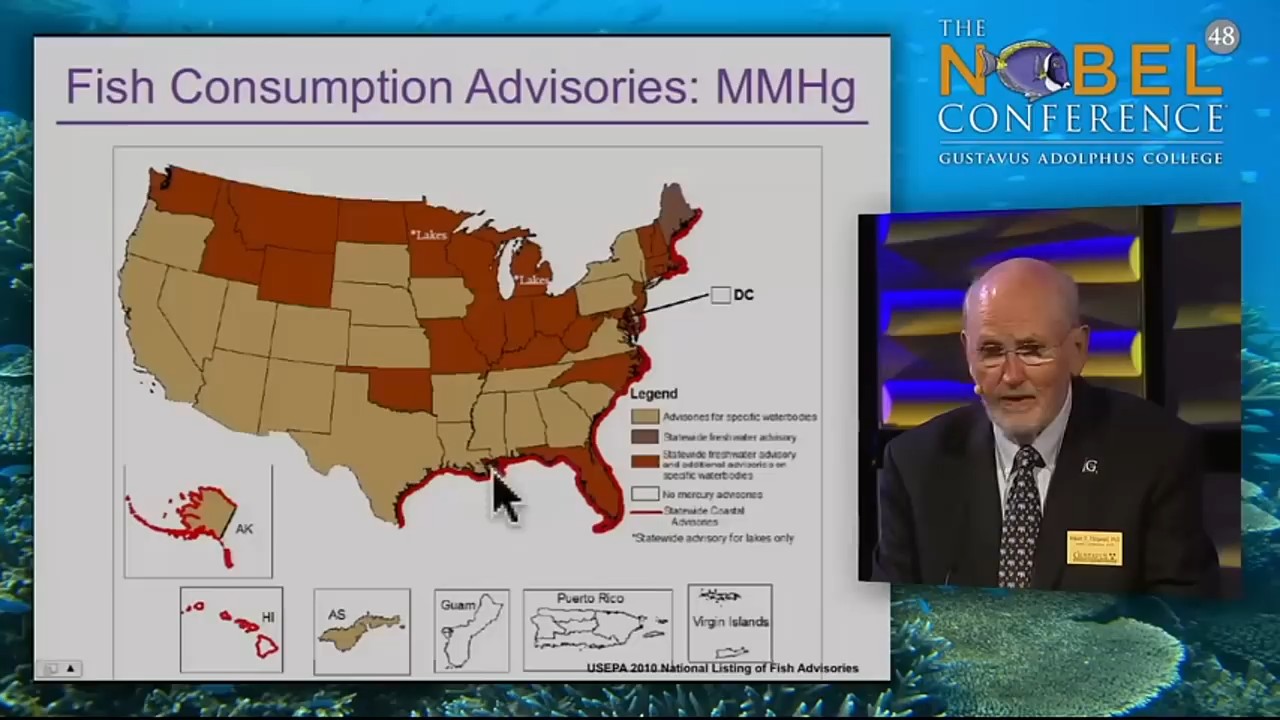 Fish Consumption Advisories: MMHg
*Lakes
*Lakes
DC
Legend
Advisories for specific waterbodies
Statewide freshwater advisory
Statewide freshwater advisory
and additional advisories on
specific waterbodies
No mercury advisories
Statewide Coastal
Advisories
*Statewide advisory for lakes only
AK
HI
AS
Guam
Puerto Rico
Virgin Islands
USEPA 2010 National Listing of Fish Advisories
THE
48
NOBEL
CONFERENCE
GUSTAVUS ADOLPHUS COLLEGE
G
GUSTAVUS